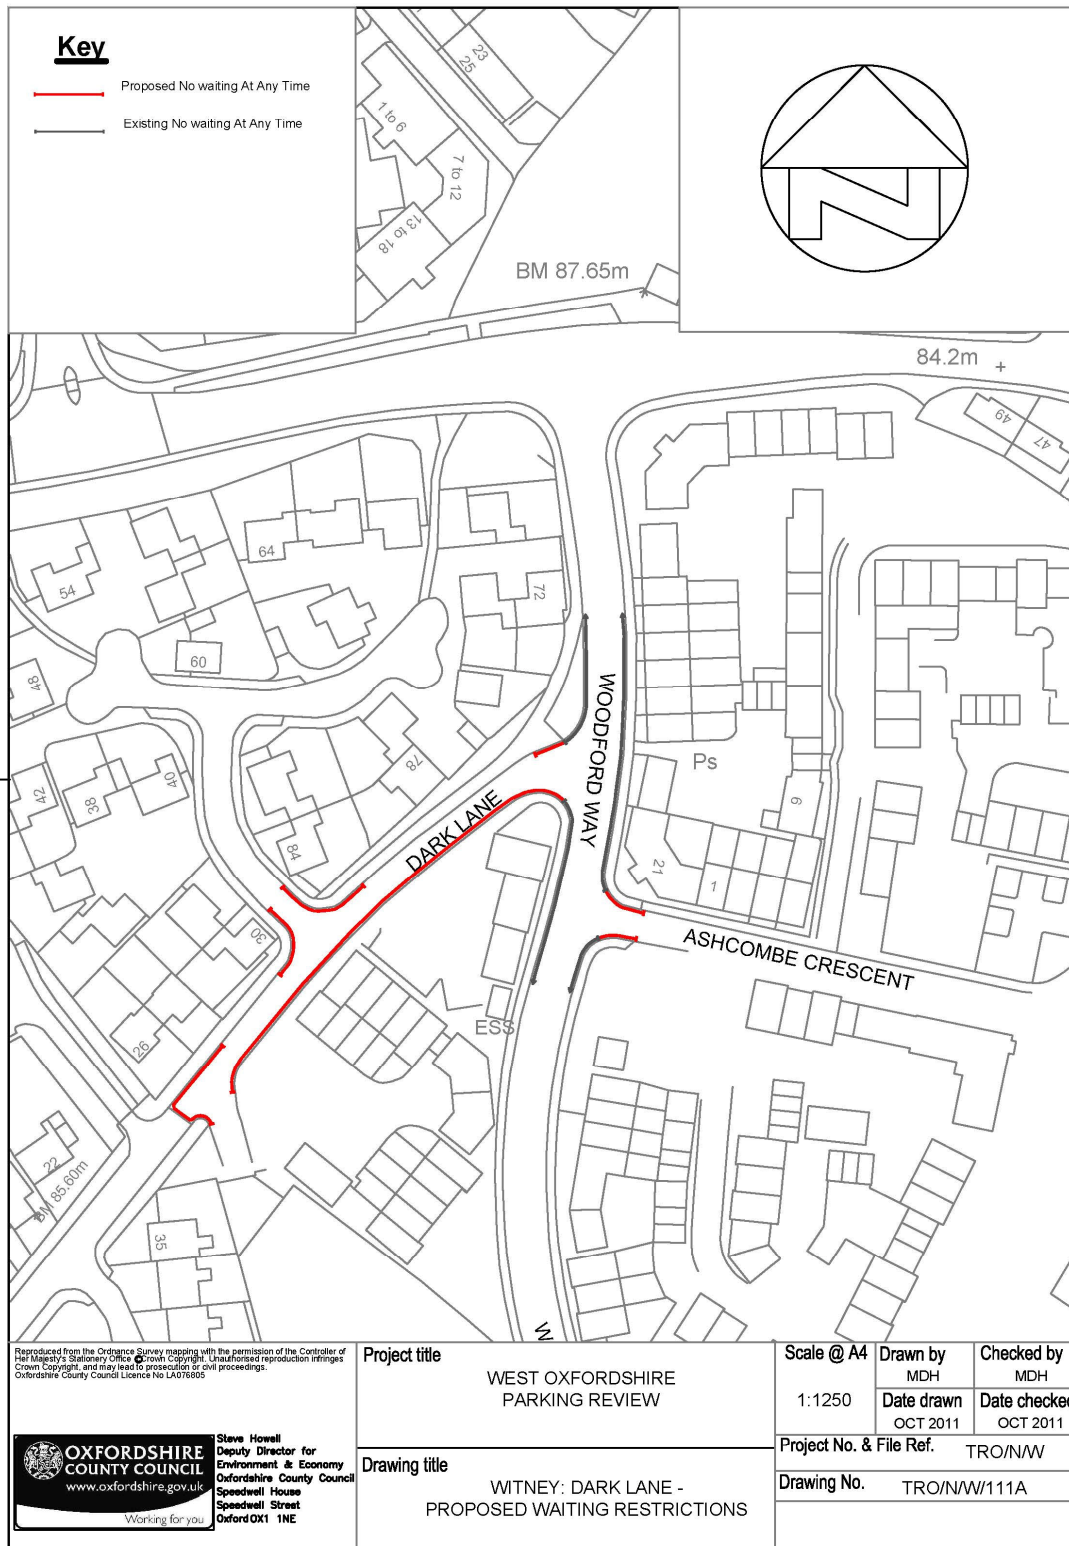 Key
Proposed No waiting At Any Time
Existing No waiting At Any Time
23
25
1 to 6
7 to 12
13 to 18
BM 87.65m
84.2m
49
47
54
64
72
60
48
42
38
40
78
84
WOODFORD WAY
DARK LANE
Ps
6
21
1
30
26
ASHCOMBE CRESCENT
ESS
22
BM 85.60m
35
W
Reproduced from the Ordnance Survey mapping with the permission of the Controller of
Her Majesty's Stationery Office © Crown Copyright. Unauthorised reproduction infringes
Crown Copyright, and may lead to prosecution or civil proceedings.
Oxfordshire County Council Licence No LA076805
OXFORDSHIRE
COUNTY COUNCIL
www.oxfordshire.gov.uk
Working for you
Steve Howell
Deputy Director for
Environment & Economy
Oxfordshire County Council
Speedwell House
Speedwell Street
Oxford OX1 1NE
Project title
WEST OXFORDSHIRE
PARKING REVIEW
Drawing title
WITNEY: DARK LANE -
PROPOSED WAITING RESTRICTIONS
Scale @ A4
1:1250
Drawn by
MDH
Checked by
MDH
Date drawn
OCT 2011
Date checked
OCT 2011
Project No. & File Ref.
TRO/N/W
Drawing No.
TRO/N/W/111A